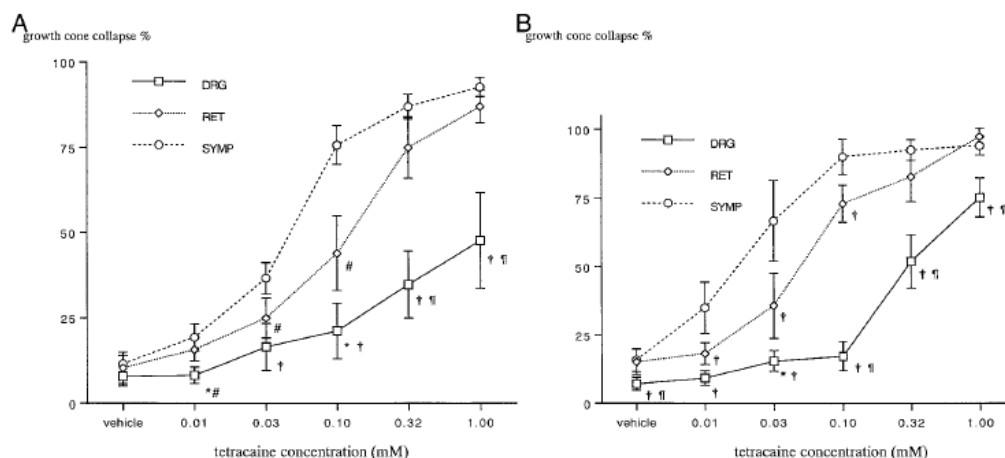 A
growth cone collapse %
100
75
50
25
0
DRG
RET
SYMP
#
#
*#
†
* †
† ¶
† ¶
vehicle 0.01 0.03 0.10 0.32 1.00
tetracaine concentration (mM)
B
growth cone collapse %
100
75
50
25
0
DRG
RET
SYMP
†
†
†
† ¶
†
* †
† ¶
† ¶
† ¶
vehicle 0.01 0.03 0.10 0.32 1.00
tetracaine concentration (mM)